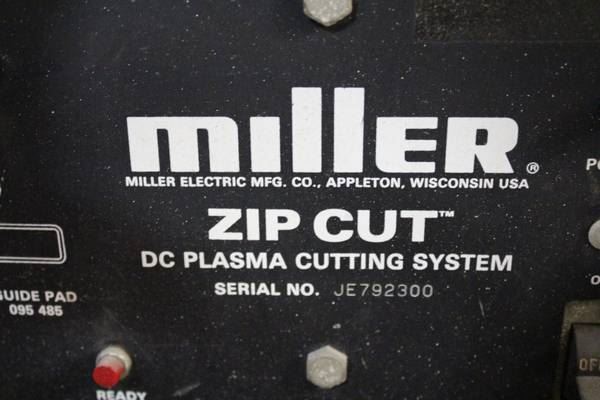 miller®
MILLER ELECTRIC MFG. CO., APPLETON, WISCONSIN USA
ZIP CUT™
DC PLASMA CUTTING SYSTEM
SERIAL NO. JE792300
GUIDE PAD
095 485
READY